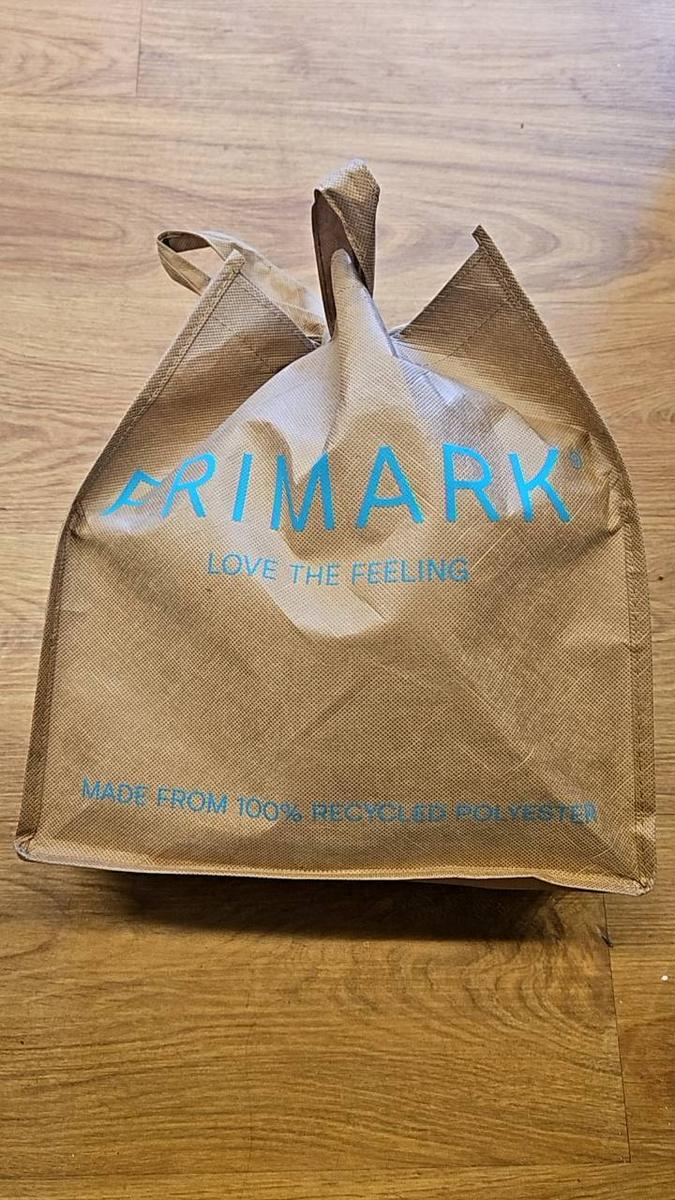 PRIMARK®
LOVE THE FEELING
MADE FROM 100% RECYCLED POLYESTER